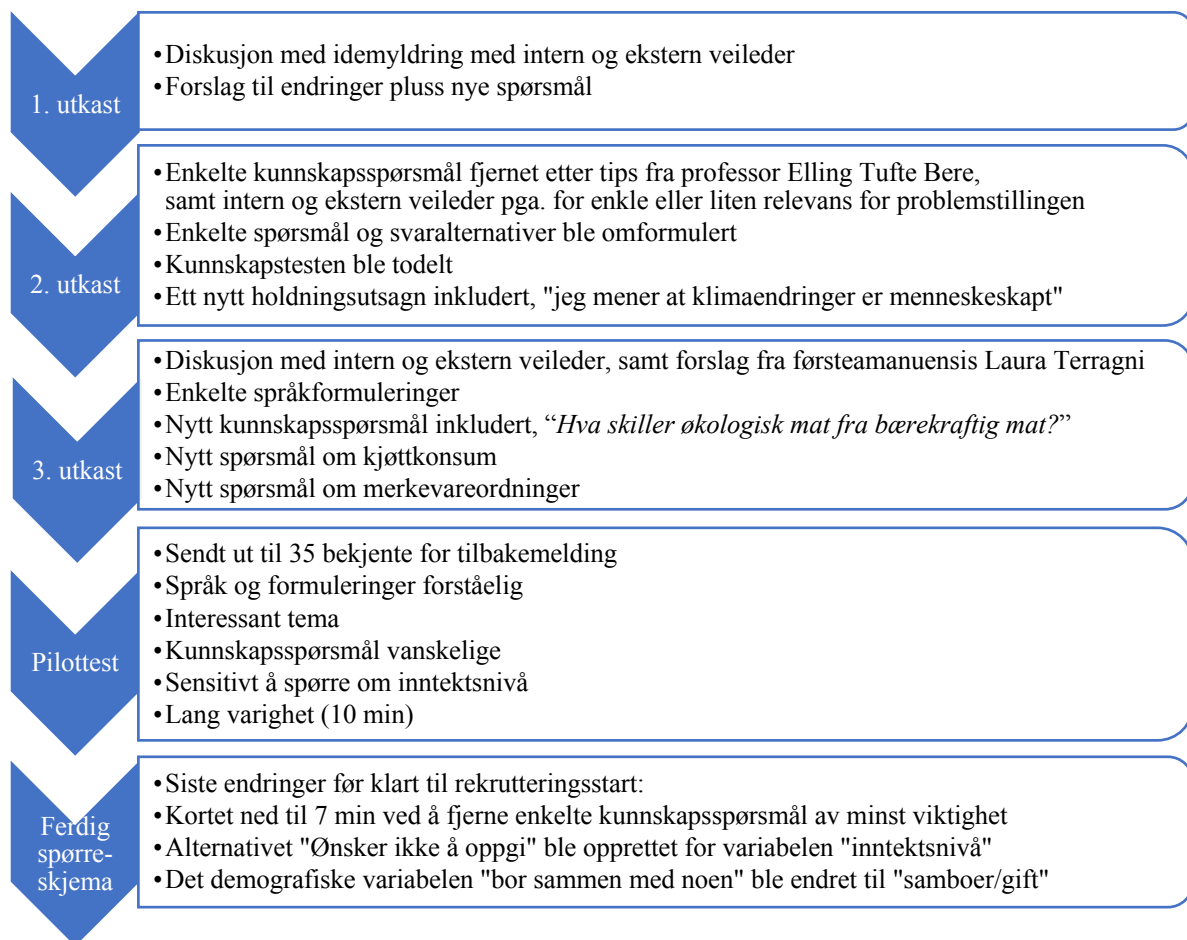 1. utkast
•Diskusjon med idemyldring med intern og ekstern veileder
•Forslag til endringer pluss nye spørsmål
2. utkast
•Enkelte kunnskapsspørsmål fjernet etter tips fra professor Elling Tufte Bere,
samt intern og ekstern veileder pga. for enkle eller liten relevans for problemstillingen
•Enkelte spørsmål og svaralternativer ble omformulert
•Kunnskapstesten ble todelt
•Ett nytt holdningsutsagn inkludert, "jeg mener at klimaendringer er menneskeskapt"
3. utkast
•Diskusjon med intern og ekstern veileder, samt forslag fra førsteamanuensis Laura Terragni
•Enkelte språkformuleringer
•Nytt kunnskapsspørsmål inkludert, “Hva skiller økologisk mat fra bærekraftig mat?”
•Nytt spørsmål om kjøttkonsum
•Nytt spørsmål om merkevareordninger
Pilottest
•Sendt ut til 35 bekjente for tilbakemelding
•Språk og formuleringer forståelig
•Interessant tema
•Kunnskapsspørsmål vanskelige
•Sensitivt å spørre om inntektsnivå
•Lang varighet (10 min)
Ferdig
spørre-
skjema
•Siste endringer før klart til rekrutteringsstart:
•Kortet ned til 7 min ved å fjerne enkelte kunnskapsspørsmål av minst viktighet
•Alternativet "Ønsker ikke å oppgi" ble opprettet for variabelen "inntektsnivå"
•Det demografiske variabelen "bor sammen med noen" ble endret til "samboer/gift"